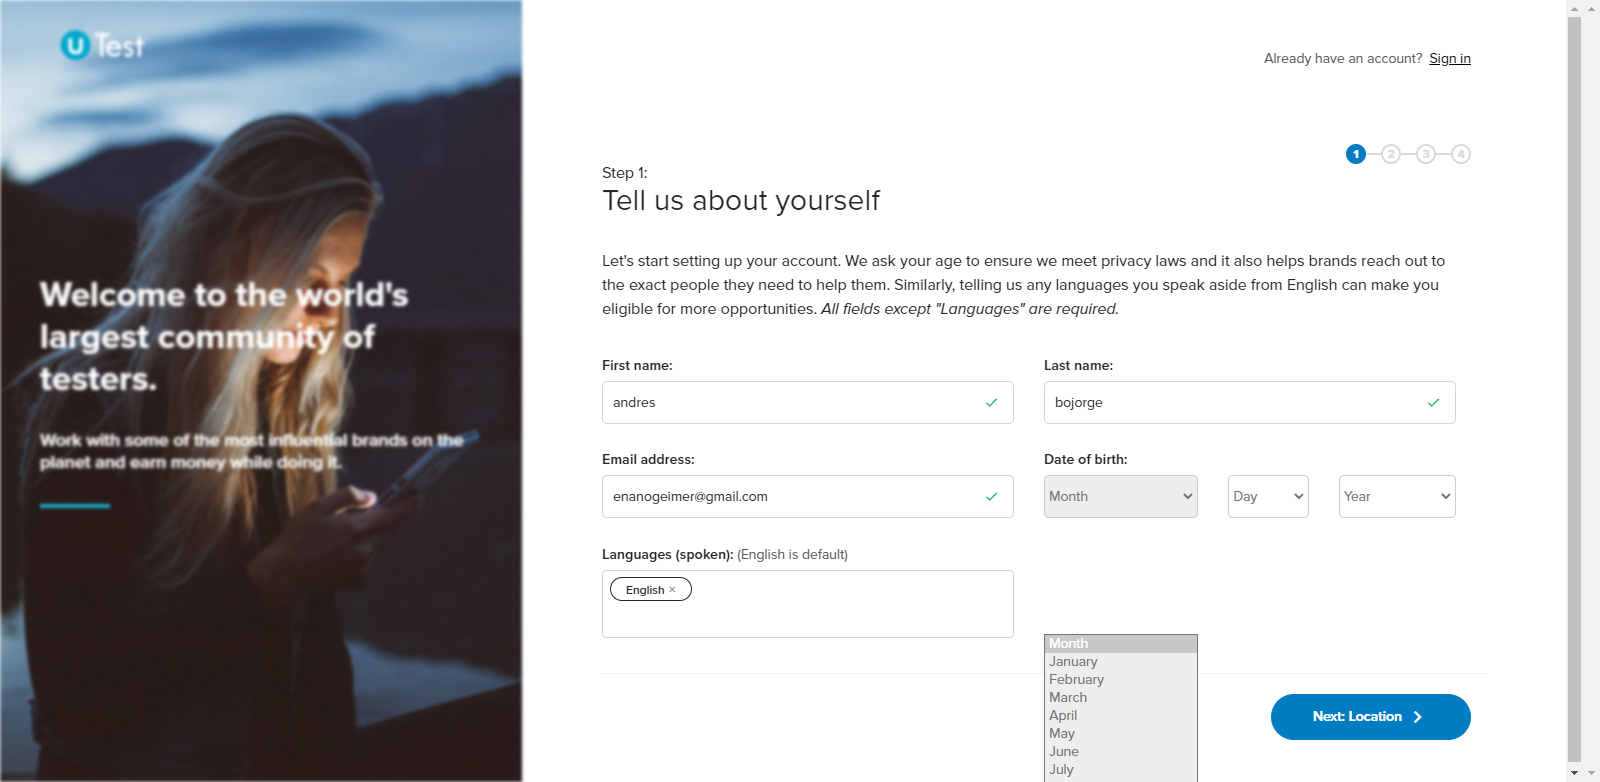 U Test
Welcome to the world's
largest community of
testers.
Work with some of the most influential brands on the
planet and earn money while doing it.
Already have an account? Sign in
1 2 3 4
Step 1:
Tell us about yourself
Let's start setting up your account. We ask your age to ensure we meet privacy laws and it also helps brands reach out to
the exact people they need to help them. Similarly, telling us any languages you speak aside from English can make you
eligible for more opportunities. All fields except "Languages" are required.
First name:
andres
Last name:
bojorge
Email address:
enanogeimer@gmail.com
Date of birth:
Month Day Year
Languages (spoken): (English is default)
English ×
Month
January
February
March
April
May
June
July
Next: Location